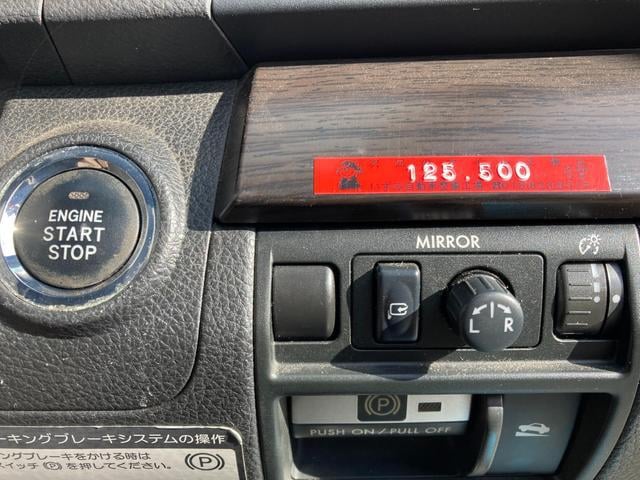 125.500
ENGINE
START
STOP
MIRROR
L R
PUSH ON/PULL OFF
ーキングブレーキシステムの操作
ングブレーキをかける時は
スイッチ Ⓟ を押してください。